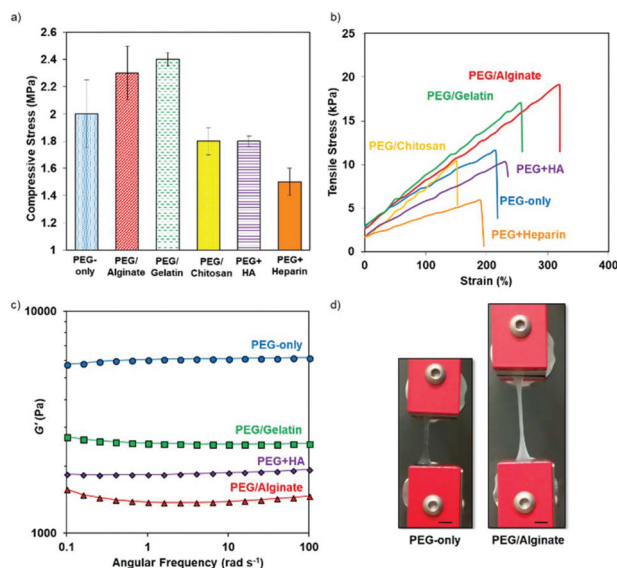 a)
Compressive Stress (MPa)
2.6
2.4
2.2
2
1.8
1.6
1.4
1.2
1
PEG-
only
PEG/
Alginate
PEG/
Gelatin
PEG/
Chitosan
PEG+
HA
PEG+
Heparin
b)
Tensile Stress (kPa)
25
20
15
10
5
0
PEG/Alginate
PEG/Gelatin
PEG/Chitosan
PEG+HA
PEG-only
PEG+Heparin
0 100 200 300 400
Strain (%)
c)
G' (Pa)
10000
1000
PEG-only
PEG/Gelatin
PEG+HA
PEG/Alginate
0.1 1 10 100
Angular Frequency (rad s⁻¹)
d)
PEG-only
PEG/Alginate